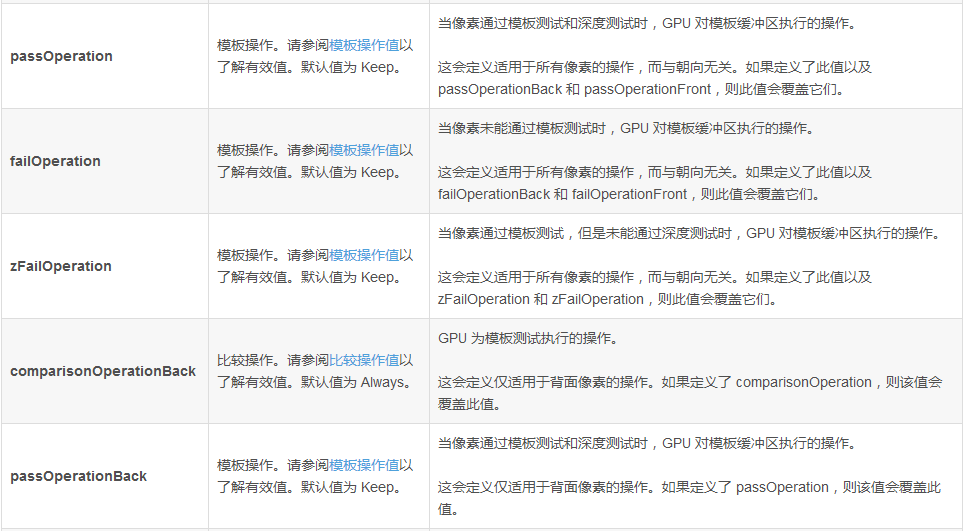 passOperation
模板操作。请参阅模板操作值以
了解有效值。默认值为 Keep。
当像素通过模板测试和深度测试时，GPU 对模板缓冲区执行的操作。
这会定义适用于所有像素的操作，而与朝向无关。如果定义了此值以及
passOperationBack 和 passOperationFront，则此值会覆盖它们。
failOperation
模板操作。请参阅模板操作值以
了解有效值。默认值为 Keep。
当像素未能通过模板测试时，GPU 对模板缓冲区执行的操作。
这会定义适用于所有像素的操作，而与朝向无关。如果定义了此值以及
failOperationBack 和 failOperationFront，则此值会覆盖它们。
zFailOperation
模板操作。请参阅模板操作值以
了解有效值。默认值为 Keep。
当像素通过模板测试，但是未能通过深度测试时，GPU 对模板缓冲区执行的操作。
这会定义适用于所有像素的操作，而与朝向无关。如果定义了此值以及
zFailOperation 和 zFailOperation，则此值会覆盖它们。
comparisonOperationBack
比较操作。请参阅比较操作值以
了解有效值。默认值为 Always。
GPU 为模板测试执行的操作。
这会定义仅适用于背面像素的操作。如果定义了 comparisonOperation，则该值会
覆盖此值。
passOperationBack
模板操作。请参阅模板操作值以
了解有效值。默认值为 Keep。
当像素通过模板测试和深度测试时，GPU 对模板缓冲区执行的操作。
这会定义仅适用于背面像素的操作。如果定义了 passOperation，则该值会覆盖此
值。